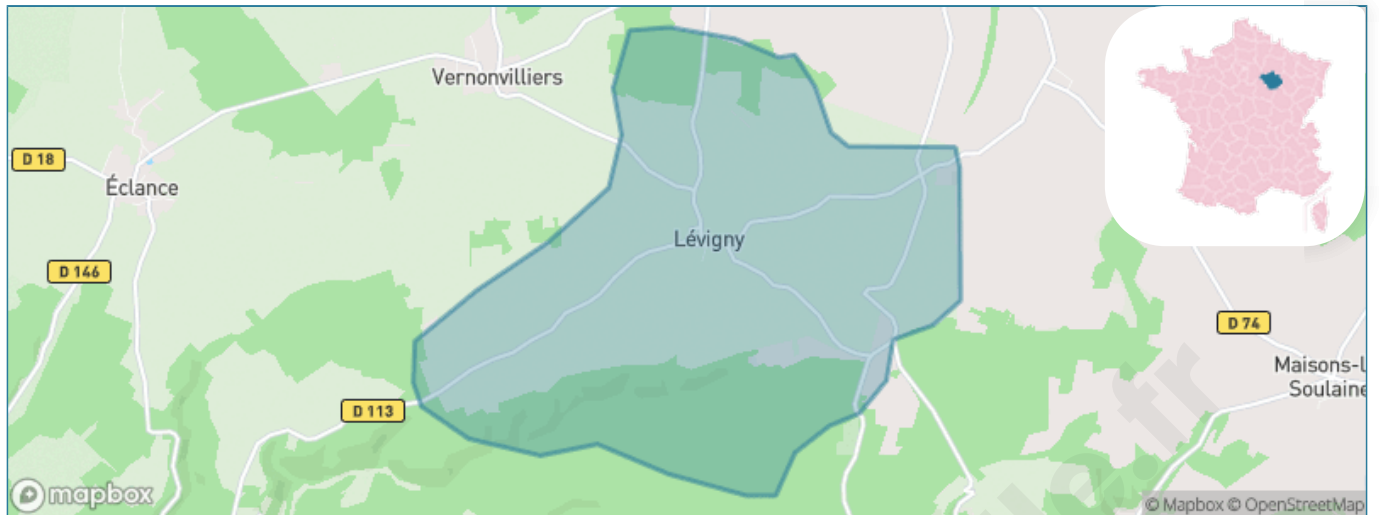 Vernonvilliers
D 18
Éclance
Lévigny
D 146
D 74
Maisons-L
Soulaine
D 113
mapbox
© Mapbox © OpenStreetMap